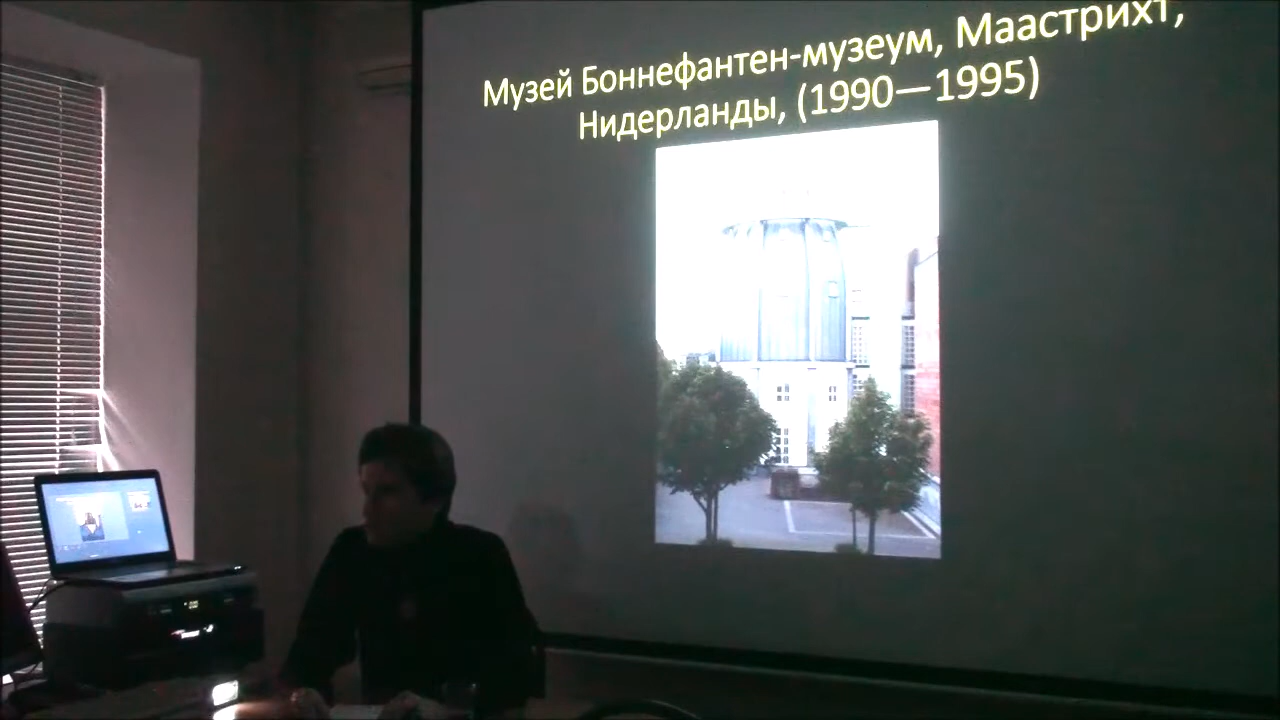 Музей Боннефантен-музеум, Маастрихт,
Нидерланды, (1990—1995)